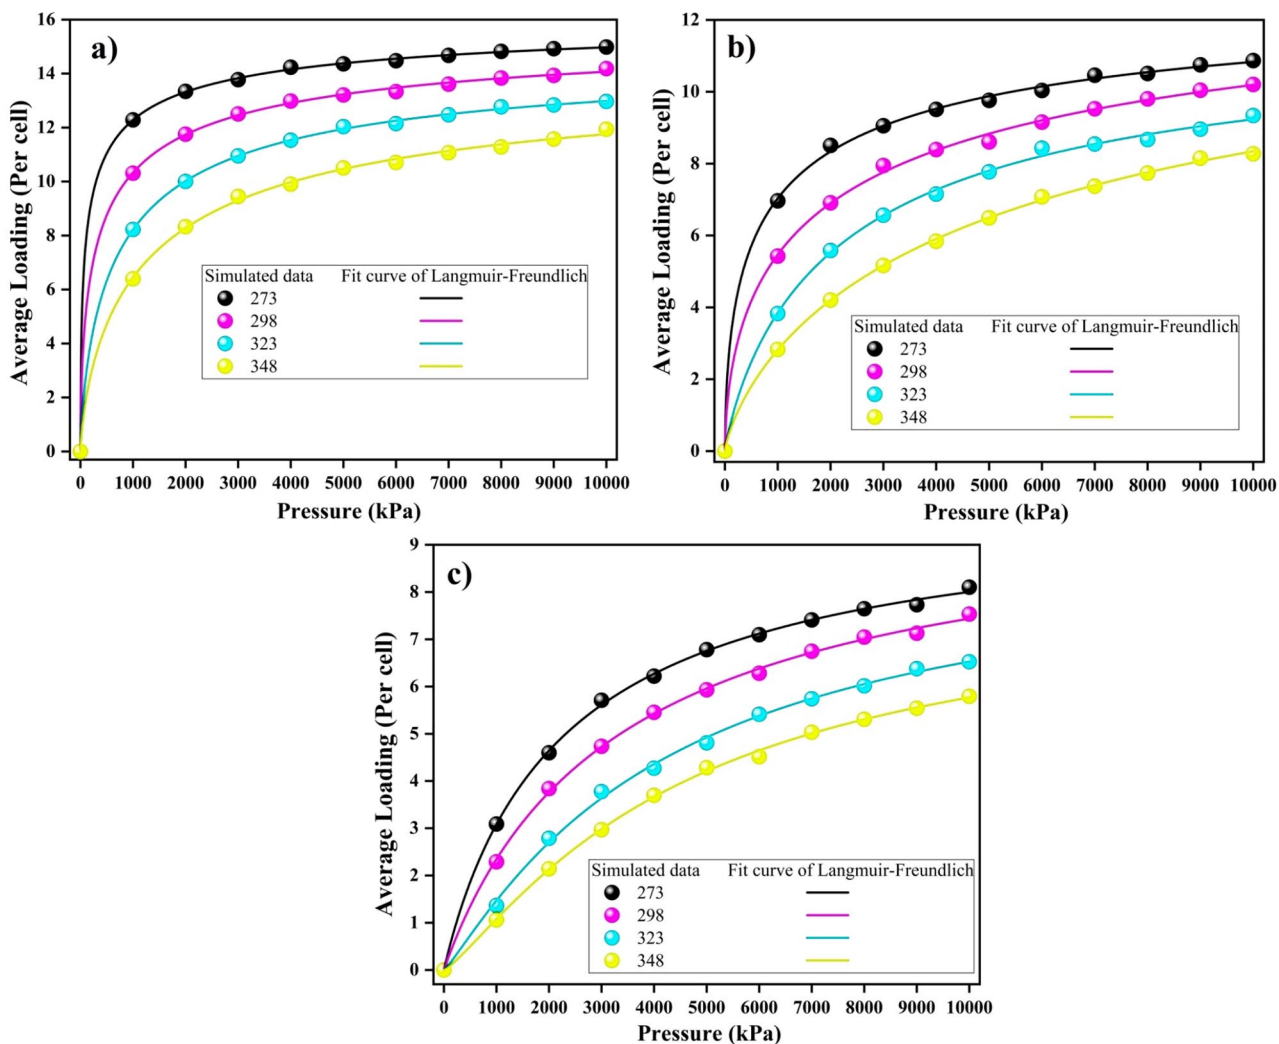 a)
Average Loading (Per cell)
16
14
12
10
8
6
4
2
0
Simulated data Fit curve of Langmuir-Freundlich
273
298
323
348
0 1000 2000 3000 4000 5000 6000 7000 8000 9000 10000
Pressure (kPa)
b)
Average Loading (Per cell)
12
10
8
6
4
2
0
Simulated data Fit curve of Langmuir-Freundlich
273
298
323
348
0 1000 2000 3000 4000 5000 6000 7000 8000 9000 10000
Pressure (kPa)
c)
Average Loading (Per cell)
9
8
7
6
5
4
3
2
1
0
Simulated data Fit curve of Langmuir-Freundlich
273
298
323
348
0 1000 2000 3000 4000 5000 6000 7000 8000 9000 10000
Pressure (kPa)